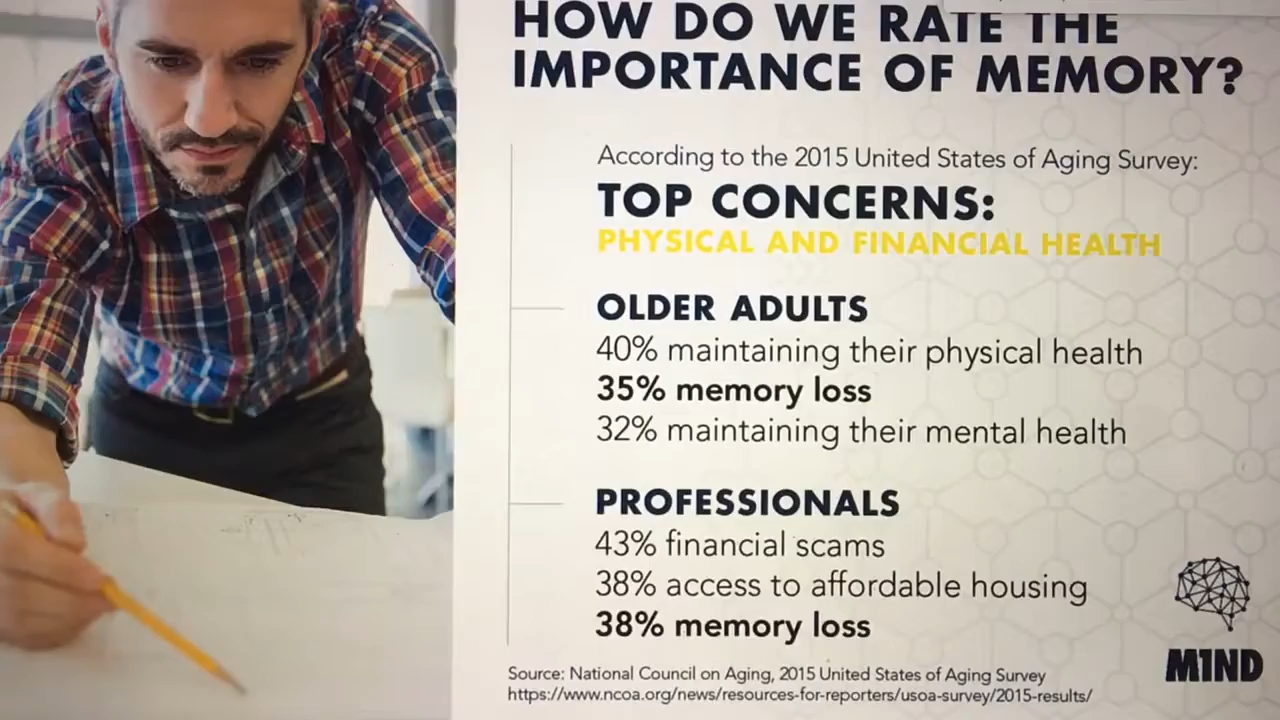 HOW DO WE RATE THE
IMPORTANCE OF MEMORY?
According to the 2015 United States of Aging Survey:
TOP CONCERNS:
PHYSICAL AND FINANCIAL HEALTH
OLDER ADULTS
40% maintaining their physical health
35% memory loss
32% maintaining their mental health
PROFESSIONALS
43% financial scams
38% access to affordable housing
38% memory loss
M1ND
Source: National Council on Aging, 2015 United States of Aging Survey
https://www.ncoa.org/news/resources-for-reporters/usoa-survey/2015-results/